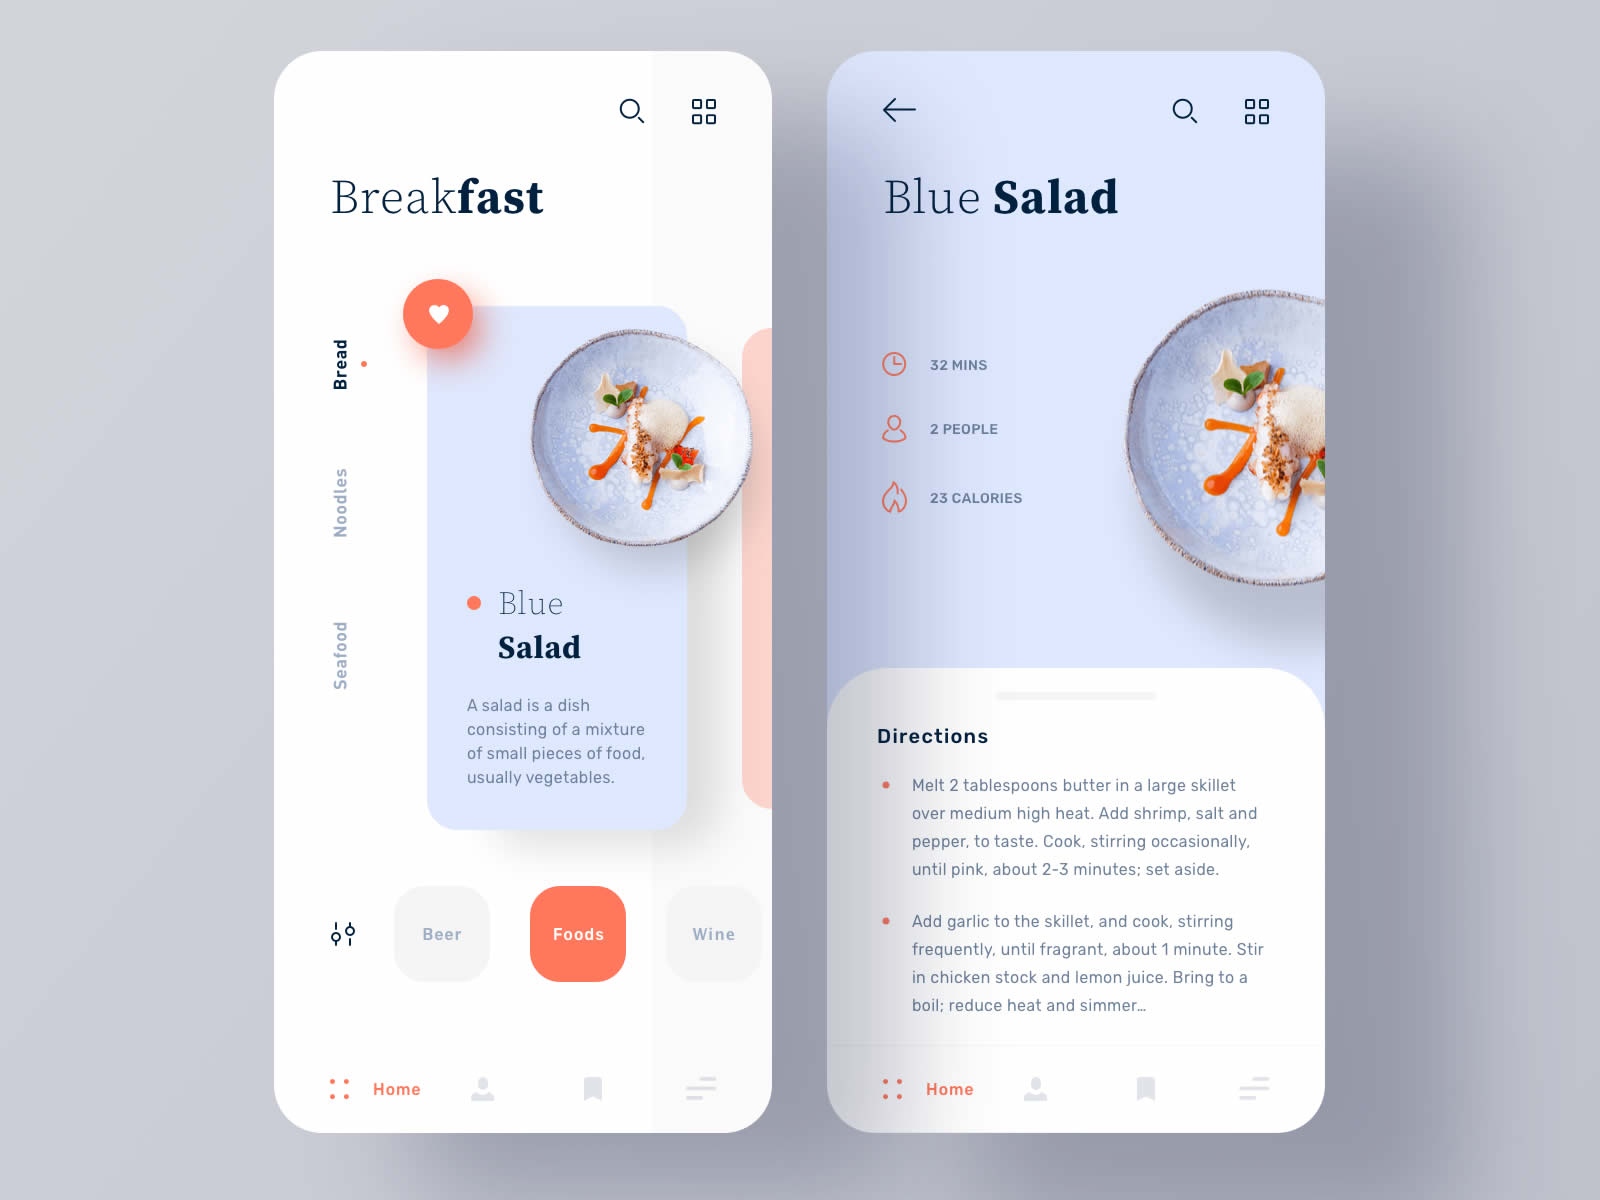 Breakfast
Bread
Noodles
Seafood
Blue
Salad
A salad is a dish
consisting of a mixture
of small pieces of food,
usually vegetables.
Beer
Foods
Wine
Home
Blue Salad
32 MINS
2 PEOPLE
23 CALORIES
Directions
Melt 2 tablespoons butter in a large skillet
over medium high heat. Add shrimp, salt and
pepper, to taste. Cook, stirring occasionally,
until pink, about 2-3 minutes; set aside.
Add garlic to the skillet, and cook, stirring
frequently, until fragrant, about 1 minute. Stir
in chicken stock and lemon juice. Bring to a
boil; reduce heat and simmer...
Home